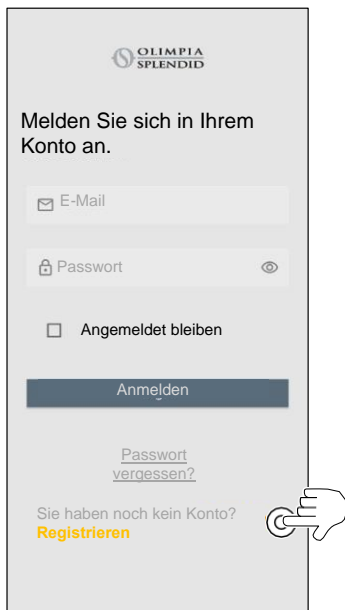 OLIMPIA
SPLENDID
Melden Sie sich in Ihrem
Konto an.
E-Mail
Passwort
Angemeldet bleiben
Anmelden
Passwort
vergessen?
Sie haben noch kein Konto?
Registrieren